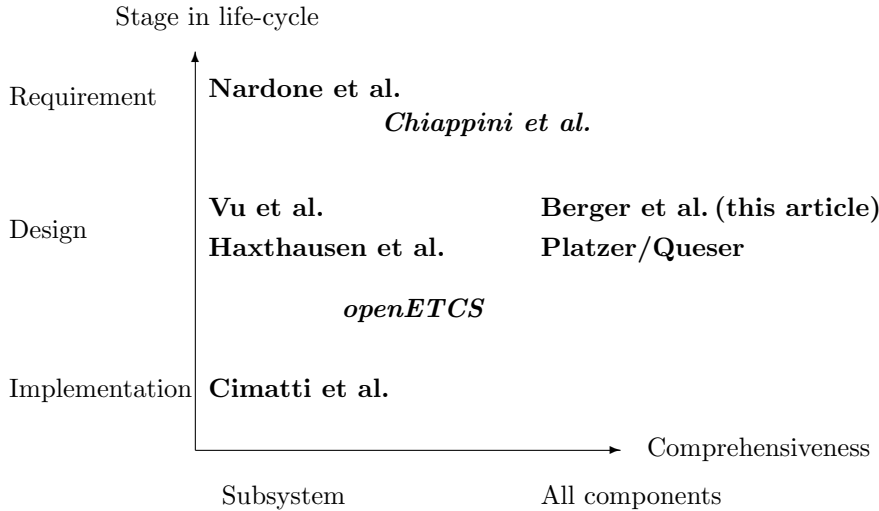 Stage in life-cycle
Requirement
Nardone et al.
Chiappini et al.
Design
Vu et al.
Berger et al. (this article)
Haxthausen et al.
Platzer/Queser
openETCS
Implementation
Cimatti et al.
Comprehensiveness
Subsystem
All components